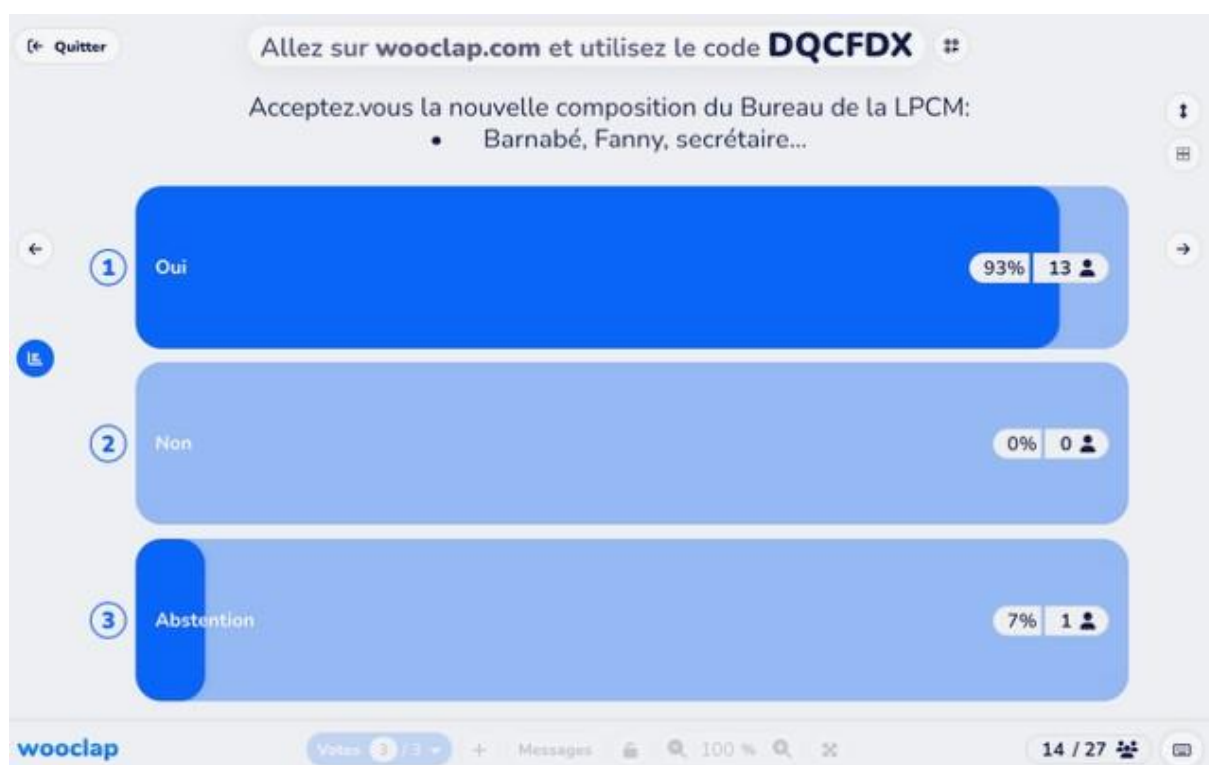 Quitter
Allez sur wooclap.com et utilisez le code DQCFDX
Acceptez.vous la nouvelle composition du Bureau de la LPCM:
• Barnabé, Fanny, secrétaire...
1 Oui 93% 13
2 Non 0% 0
3 Abstention 7% 1
wooclap Votes 3 / 3 + Messages 100 % 14 / 27